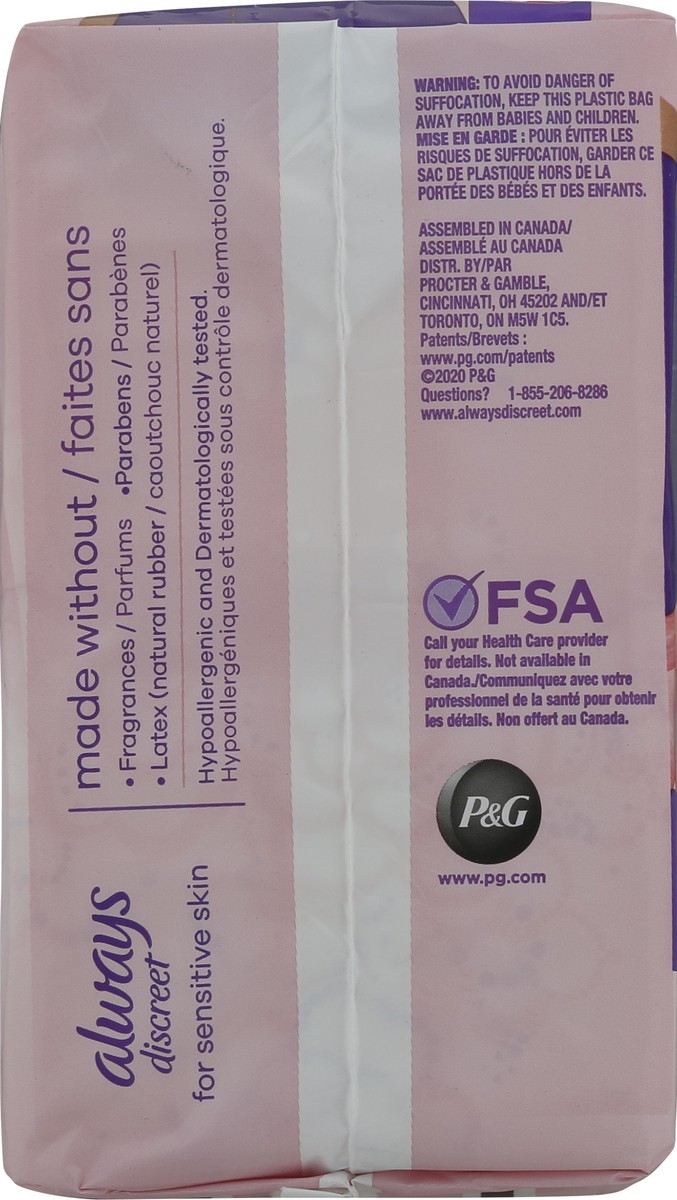 always
discreet
for sensitive skin
made without / faites sans
• Fragrances / Parfums •Parabens / Parabènes
• Latex (natural rubber / caoutchouc naturel)
Hypoallergenic and Dermatologically tested.
Hypoallergéniques et testées sous contrôle dermatologique.
WARNING: TO AVOID DANGER OF
SUFFOCATION, KEEP THIS PLASTIC BAG
AWAY FROM BABIES AND CHILDREN.
MISE EN GARDE : POUR ÉVITER LES
RISQUES DE SUFFOCATION, GARDER CE
SAC DE PLASTIQUE HORS DE LA
PORTÉE DES BÉBÉS ET DES ENFANTS.
ASSEMBLED IN CANADA/
ASSEMBLÉ AU CANADA
DISTR. BY/PAR
PROCTER & GAMBLE,
CINCINNATI, OH 45202 AND/ET
TORONTO, ON M5W 1C5.
Patents/Brevets :
www.pg.com/patents
©2020 P&G
Questions? 1-855-206-8286
www.alwaysdiscreet.com
FSA
Call your Health Care provider
for details. Not available in
Canada./Communiquez avec votre
professionnel de la santé pour obtenir
les détails. Non offert au Canada.
P&G
www.pg.com